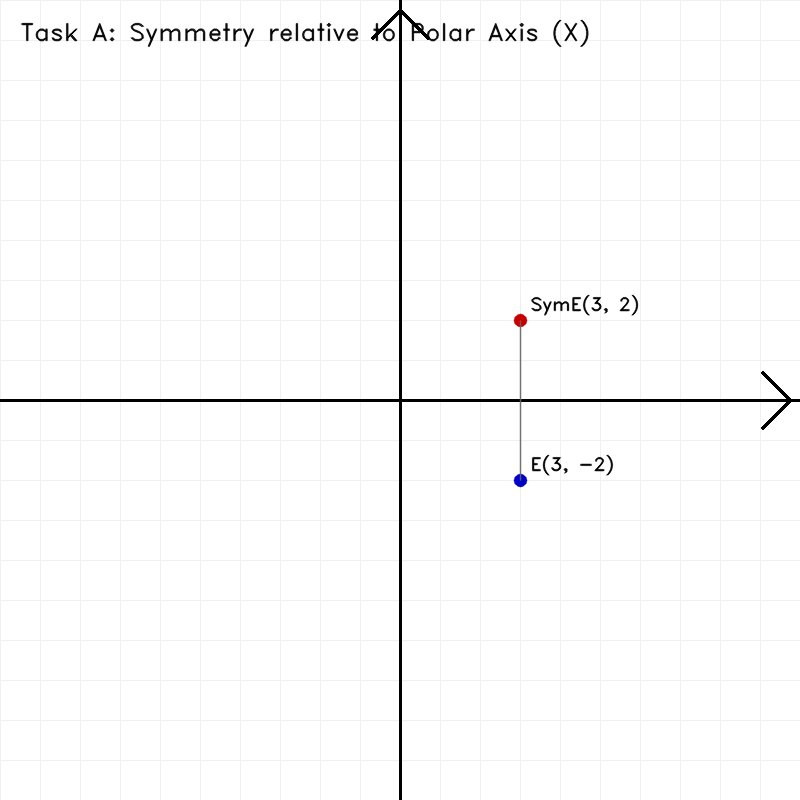 Task A: Symmetry relative to Polar Axis (X)
SymE(3, 2)
E(3, -2)